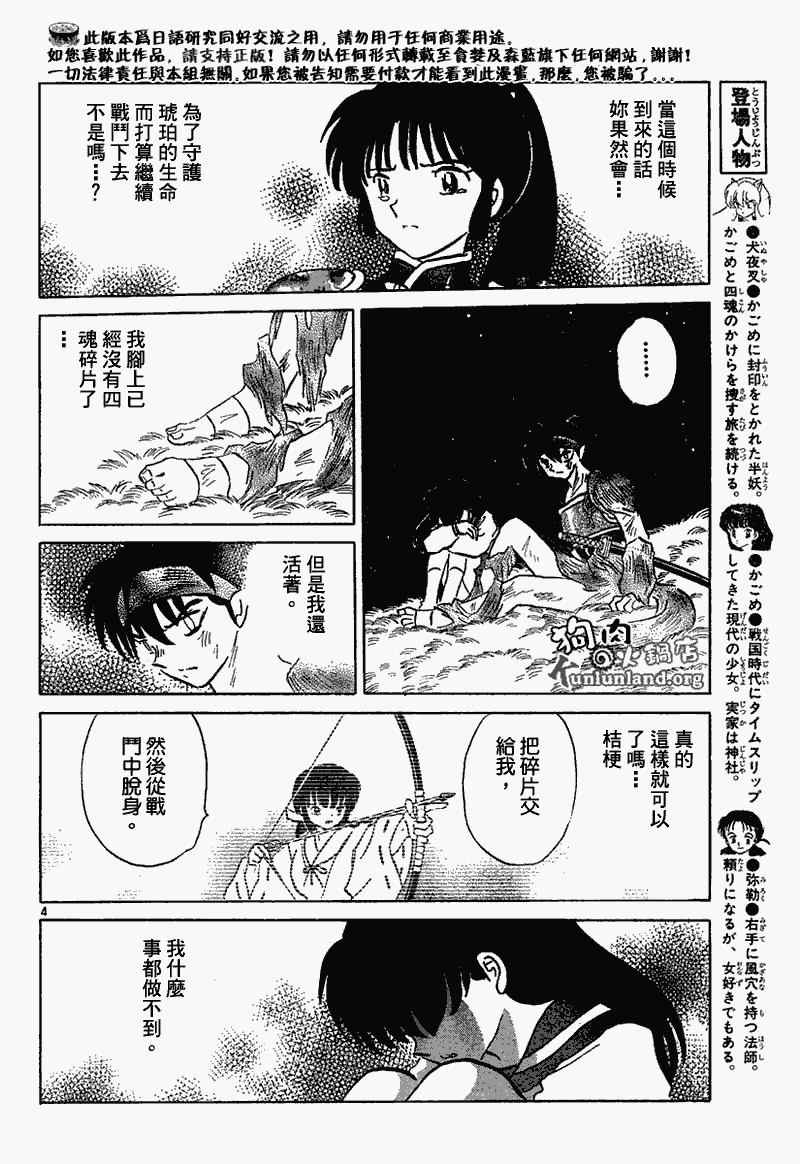 此版本爲日語研究同好交流之用，請勿用于任何商業用途。
如您喜歡此作品，請支持正版！請勿以任何形式轉載至貪婪及森藍旗下任何網站，謝謝！
一切法律責任與本組無關。如果您被告知需要付款才能看到此漫畫，那麼，您被騙了...
當這個時候
到來的話
妳果然會…
為了守護
琥珀的生命
而打算繼續
戰鬥下去
不是嗎…？
……
我腳上已
經沒有四
魂碎片了
…
但是我還
活著。
狗肉の火鍋店
Kunlunland.org
真的
這樣就可以
了嗎…
桔梗
把碎片交
給我，
然後從戰
鬥中脫身。
4
我什麼
事都做不到。
登場人物
とうじょうじんぶつ
●犬夜叉●かごめに封印をとかれた半妖。
かごめと四魂のかけらを捜す旅を続ける。
●かごめ●戦国時代にタイムスリップ
してきた現代の少女。実家は神社。
●弥勒●右手に風穴を持つ法師。
頼りになるが、女好きでもある。